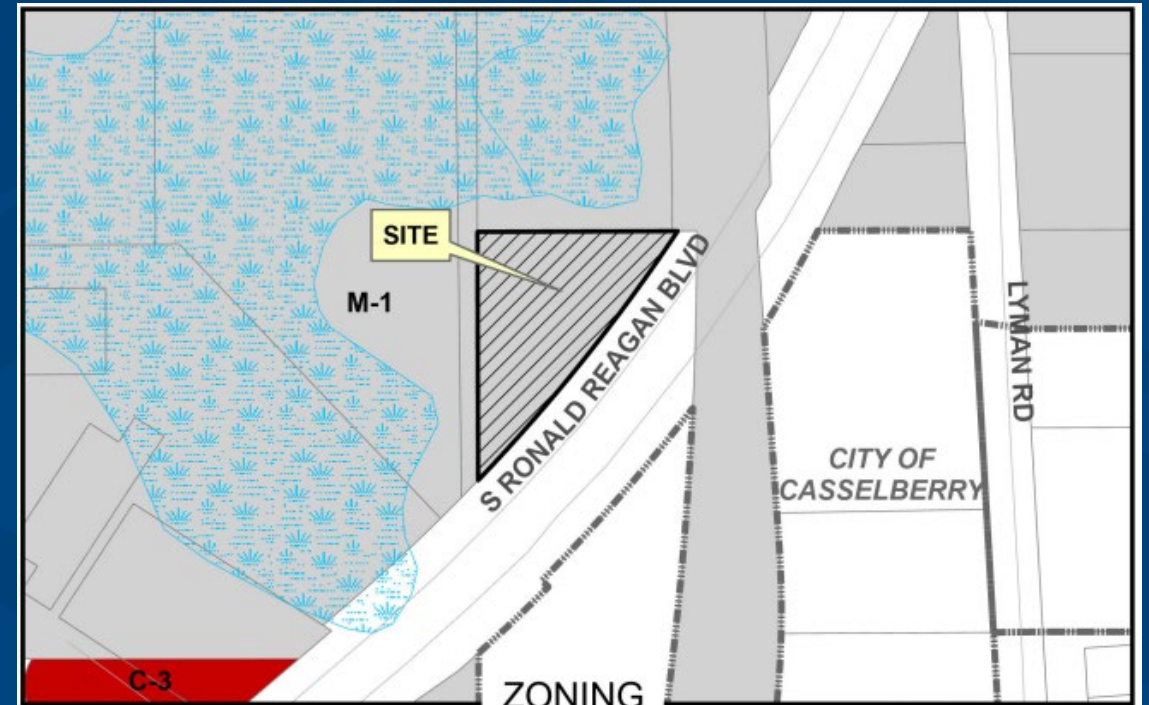 SITE
M-1
S RONALD REAGAN BLVD
LYMAN RD
CITY OF
CASSELBERRY
C-3
ZONING